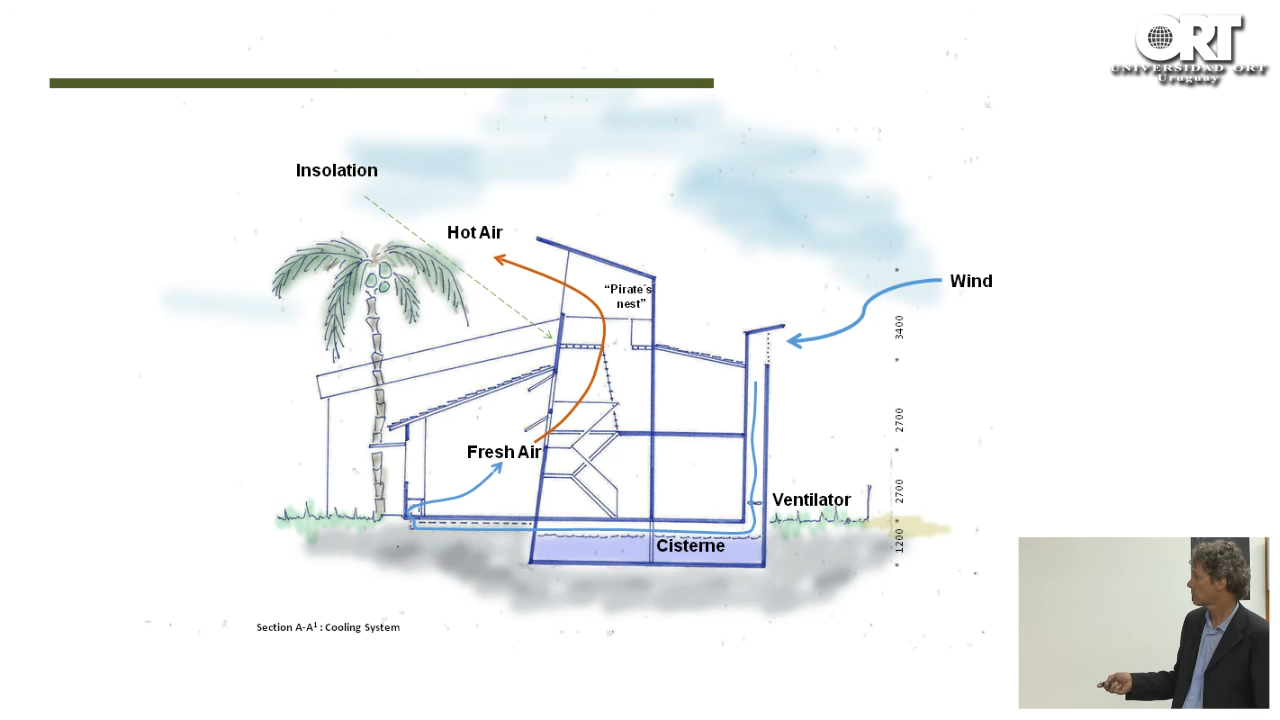 ORT
UNIVERSIDAD ORT
Uruguay
Insolation
Hot Air
“Pirate´s
nest”
Wind
3400
2700
Fresh Air
2700
Ventilator
1200
Cisterne
Section A-A¹ : Cooling System